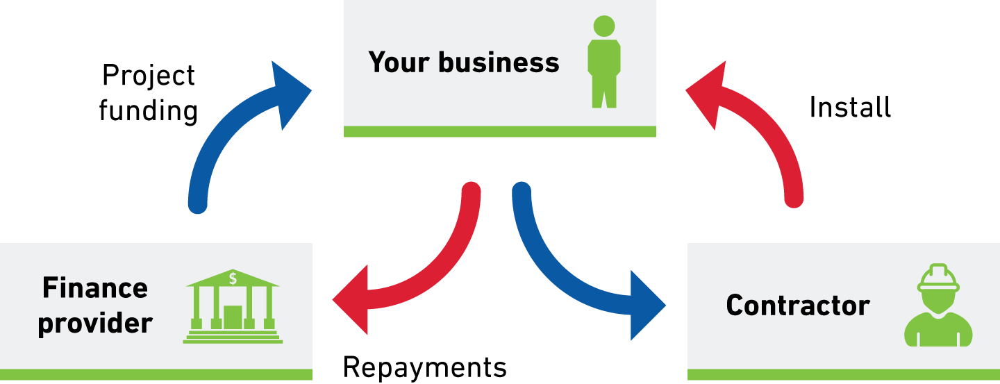 Your business
Project
funding
Install
$
Finance
provider
Contractor
Repayments